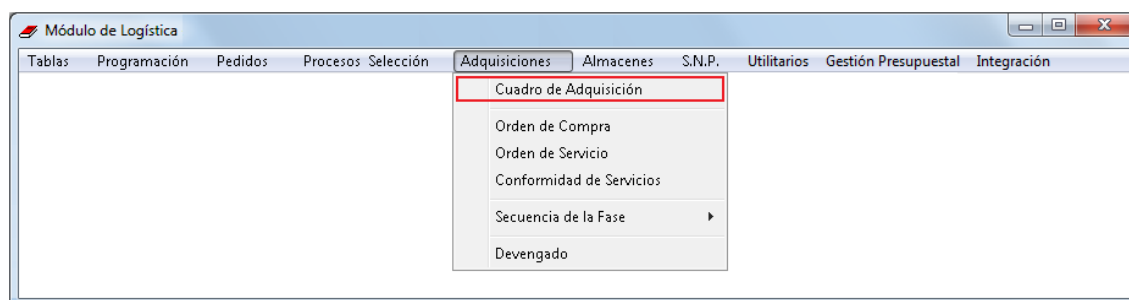 Módulo de Logística
Tablas Programación Pedidos Procesos Selección Adquisiciones Almacenes S.N.P. Utilitarios Gestión Presupuestal Integración
Cuadro de Adquisición
Orden de Compra
Orden de Servicio
Conformidad de Servicios
Secuencia de la Fase
Devengado